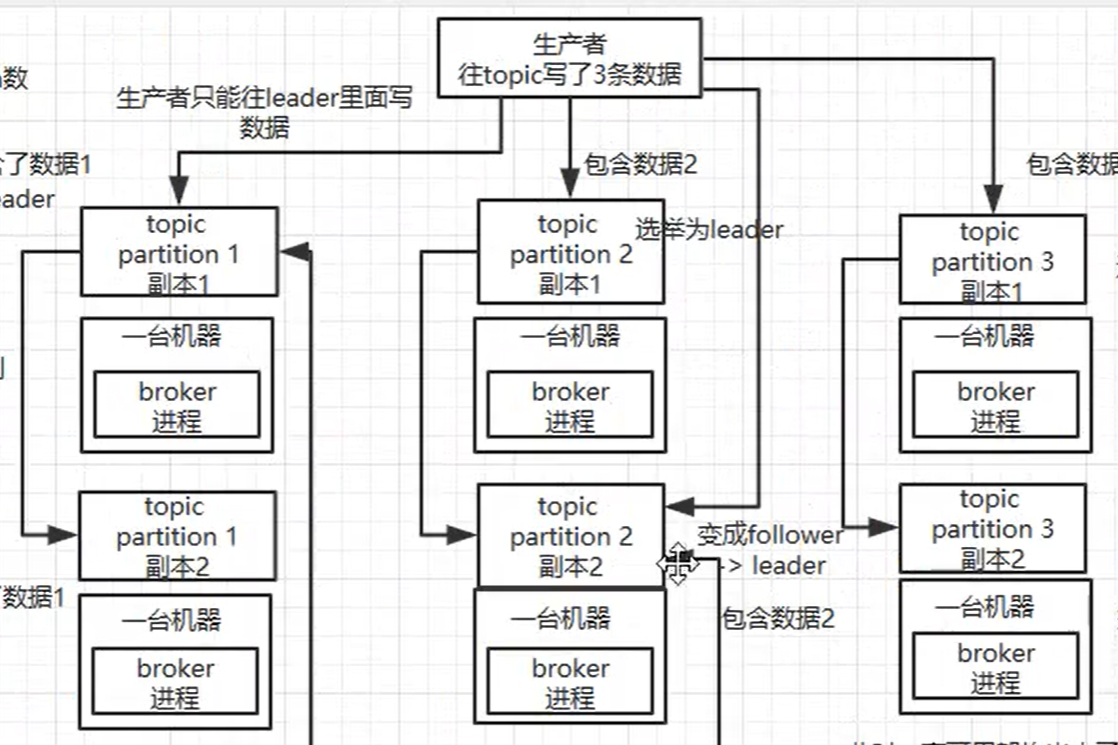 生产者
往topic写了3条数据
数
生产者只能往leader里面写
数据
了数据1
eader
包含数据2
包含数据
topic
partition 1
副本1
topic
partition 2
副本1
选举为leader
topic
partition 3
副本1
一台机器
broker
进程
一台机器
broker
进程
一台机器
broker
进程
topic
partition 1
副本2
topic
partition 2
副本2
变成follower
-> leader
包含数据2
topic
partition 3
副本2
数据1
一台机器
broker
进程
一台机器
broker
进程
一台机器
broker
进程